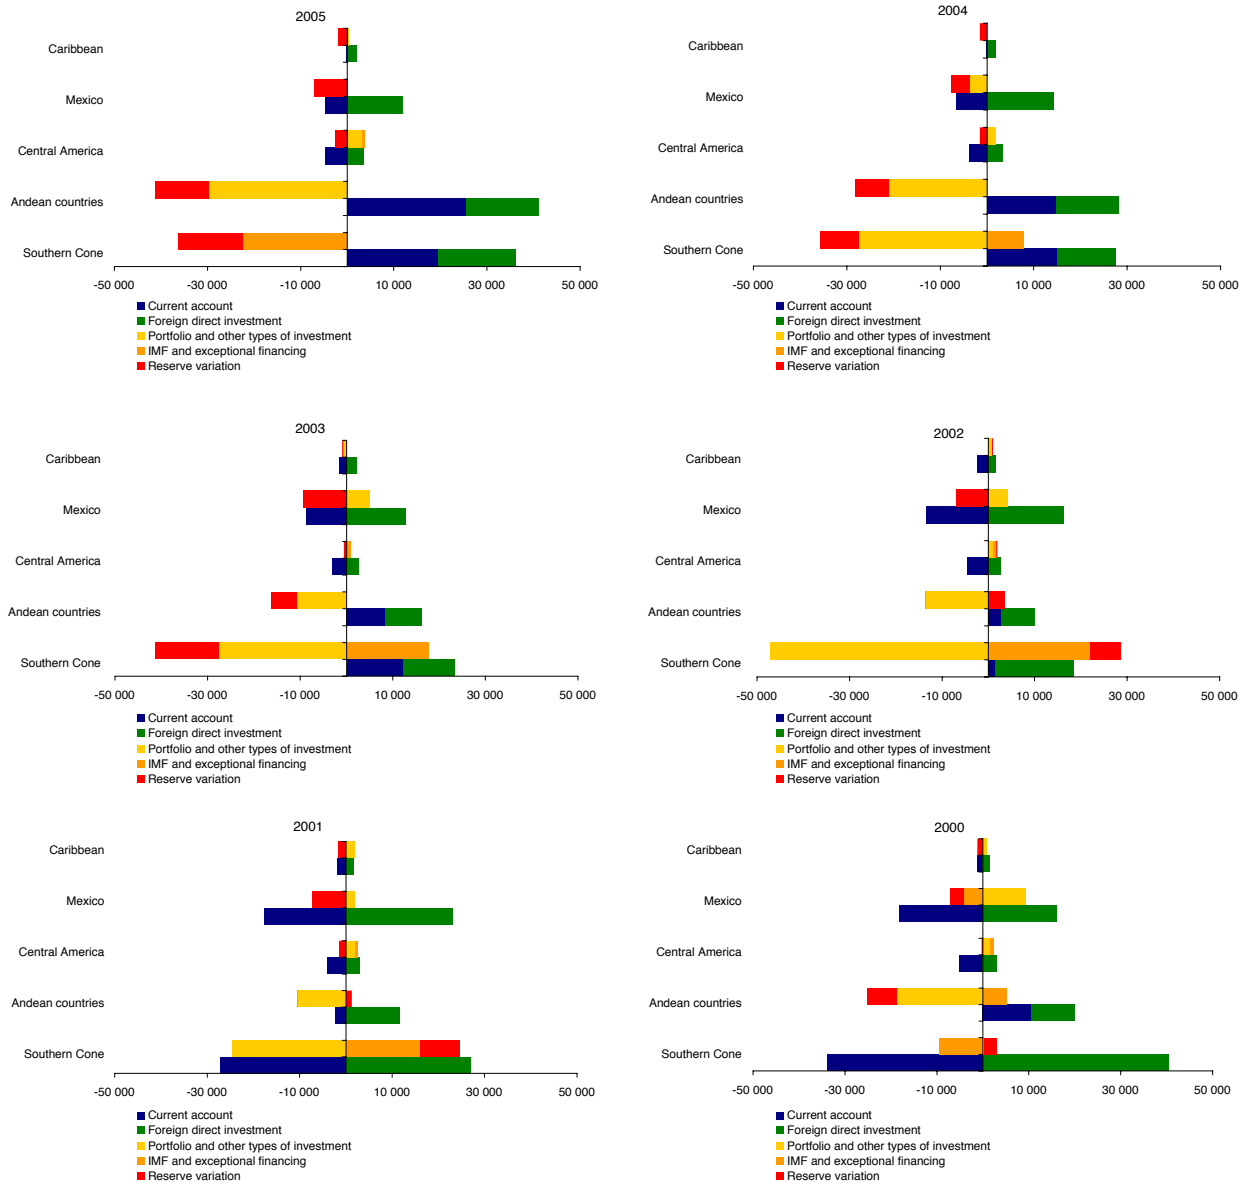 2005
Caribbean
Mexico
Central America
Andean countries
Southern Cone
-50 000 -30 000 -10 000 10 000 30 000 50 000
Current account
Foreign direct investment
Portfolio and other types of investment
IMF and exceptional financing
Reserve variation
2004
Caribbean
Mexico
Central America
Andean countries
Southern Cone
-50 000 -30 000 -10 000 10 000 30 000 50 000
Current account
Foreign direct investment
Portfolio and other types of investment
IMF and exceptional financing
Reserve variation
2003
Caribbean
Mexico
Central America
Andean countries
Southern Cone
-50 000 -30 000 -10 000 10 000 30 000 50 000
Current account
Foreign direct investment
Portfolio and other types of investment
IMF and exceptional financing
Reserve variation
2002
Caribbean
Mexico
Central America
Andean countries
Southern Cone
-50 000 -30 000 -10 000 10 000 30 000 50 000
Current account
Foreign direct investment
Portfolio and other types of investment
IMF and exceptional financing
Reserve variation
2001
Caribbean
Mexico
Central America
Andean countries
Southern Cone
-50 000 -30 000 -10 000 10 000 30 000 50 000
Current account
Foreign direct investment
Portfolio and other types of investment
IMF and exceptional financing
Reserve variation
2000
Caribbean
Mexico
Central America
Andean countries
Southern Cone
-50 000 -30 000 -10 000 10 000 30 000 50 000
Current account
Foreign direct investment
Portfolio and other types of investment
IMF and exceptional financing
Reserve variation